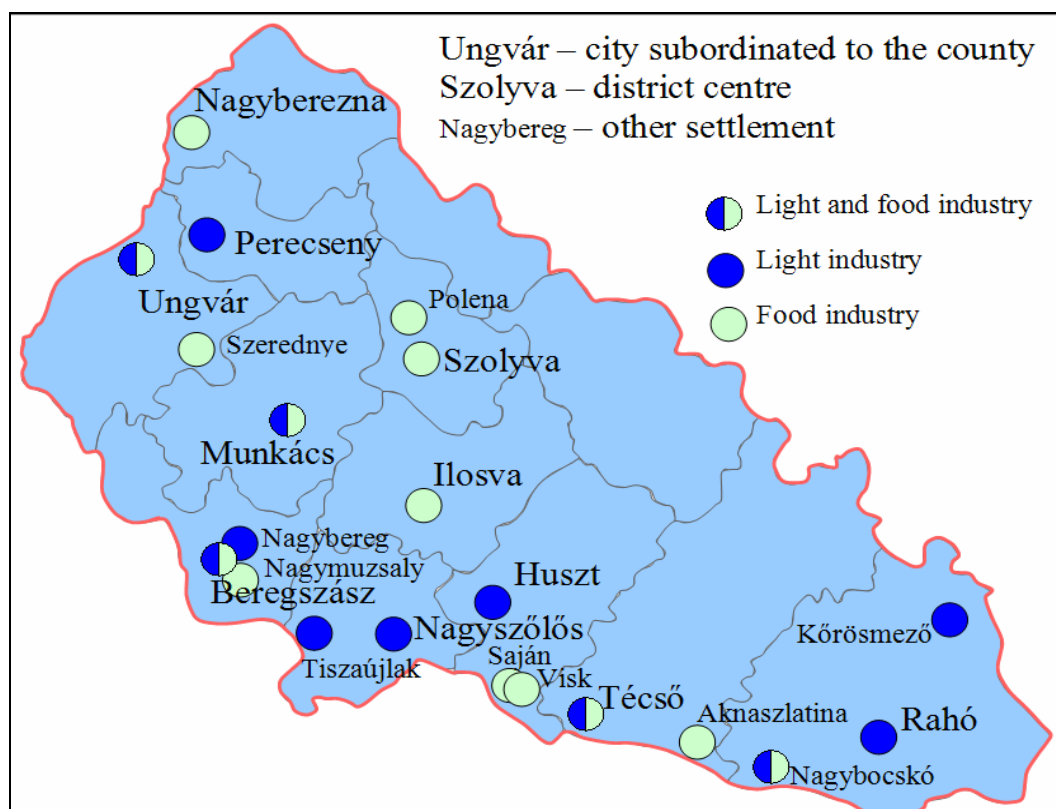 Ungvár – city subordinated to the county
Szolyva – district centre
Nagybereg – other settlement
Light and food industry
Light industry
Food industry
Nagyberezna
Perecseny
Ungvár
Polena
Szerednye
Szolyva
Munkács
Ilosva
Nagybereg
Nagymuzsaly
Beregszász
Huszt
Nagyszőlős
Kőrösmező
Tiszaújlak
Saján
Visk
Técső
Aknaszlatina
Rahó
Nagybocskó